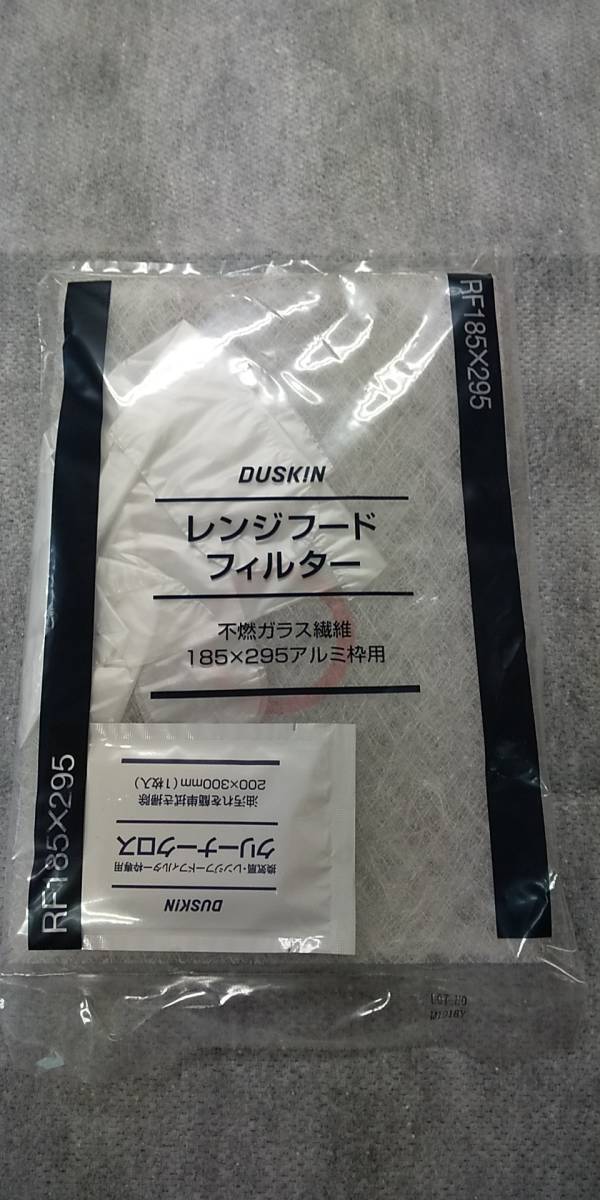 RF185×295
DUSKIN
レンジフード
フィルター
不燃ガラス繊維
185×295アルミ枠用
RF185×295
DUSKIN
換気扇・レンジフードフィルター枠専用
クリーナークロス
油汚れを簡単拭き掃除
200×300mm(1枚入)